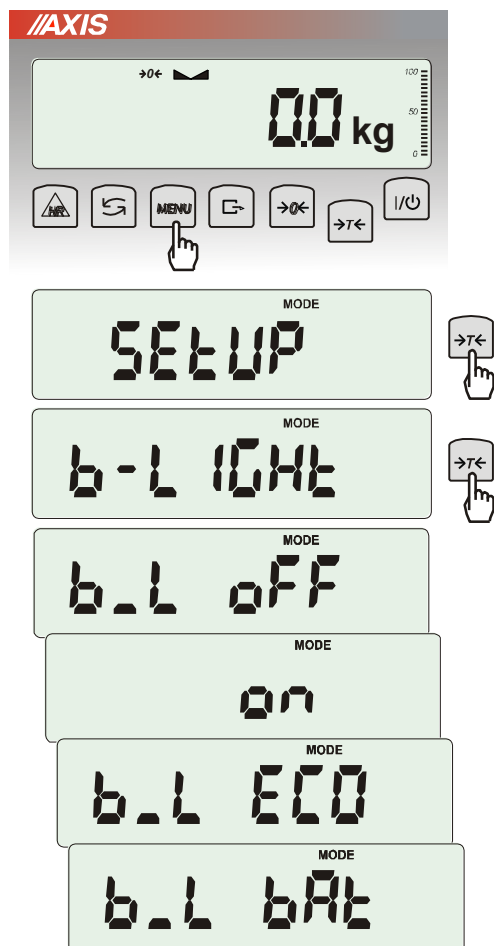 AXIS
→0← 100
50
0.0 kg
0
HR MENU →0← →T← I/⏻
MODE
SEtUP →T←
MODE
b-LIGHt →T←
MODE
b_L oFF
MODE
on
MODE
b_L ECO
MODE
b_L bAt